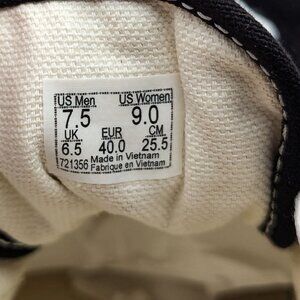 US Men US Women
7.5 9.0
UK EUR CM
6.5 40.0 25.5
721356 Made in Vietnam
Fabrique en Vietnam